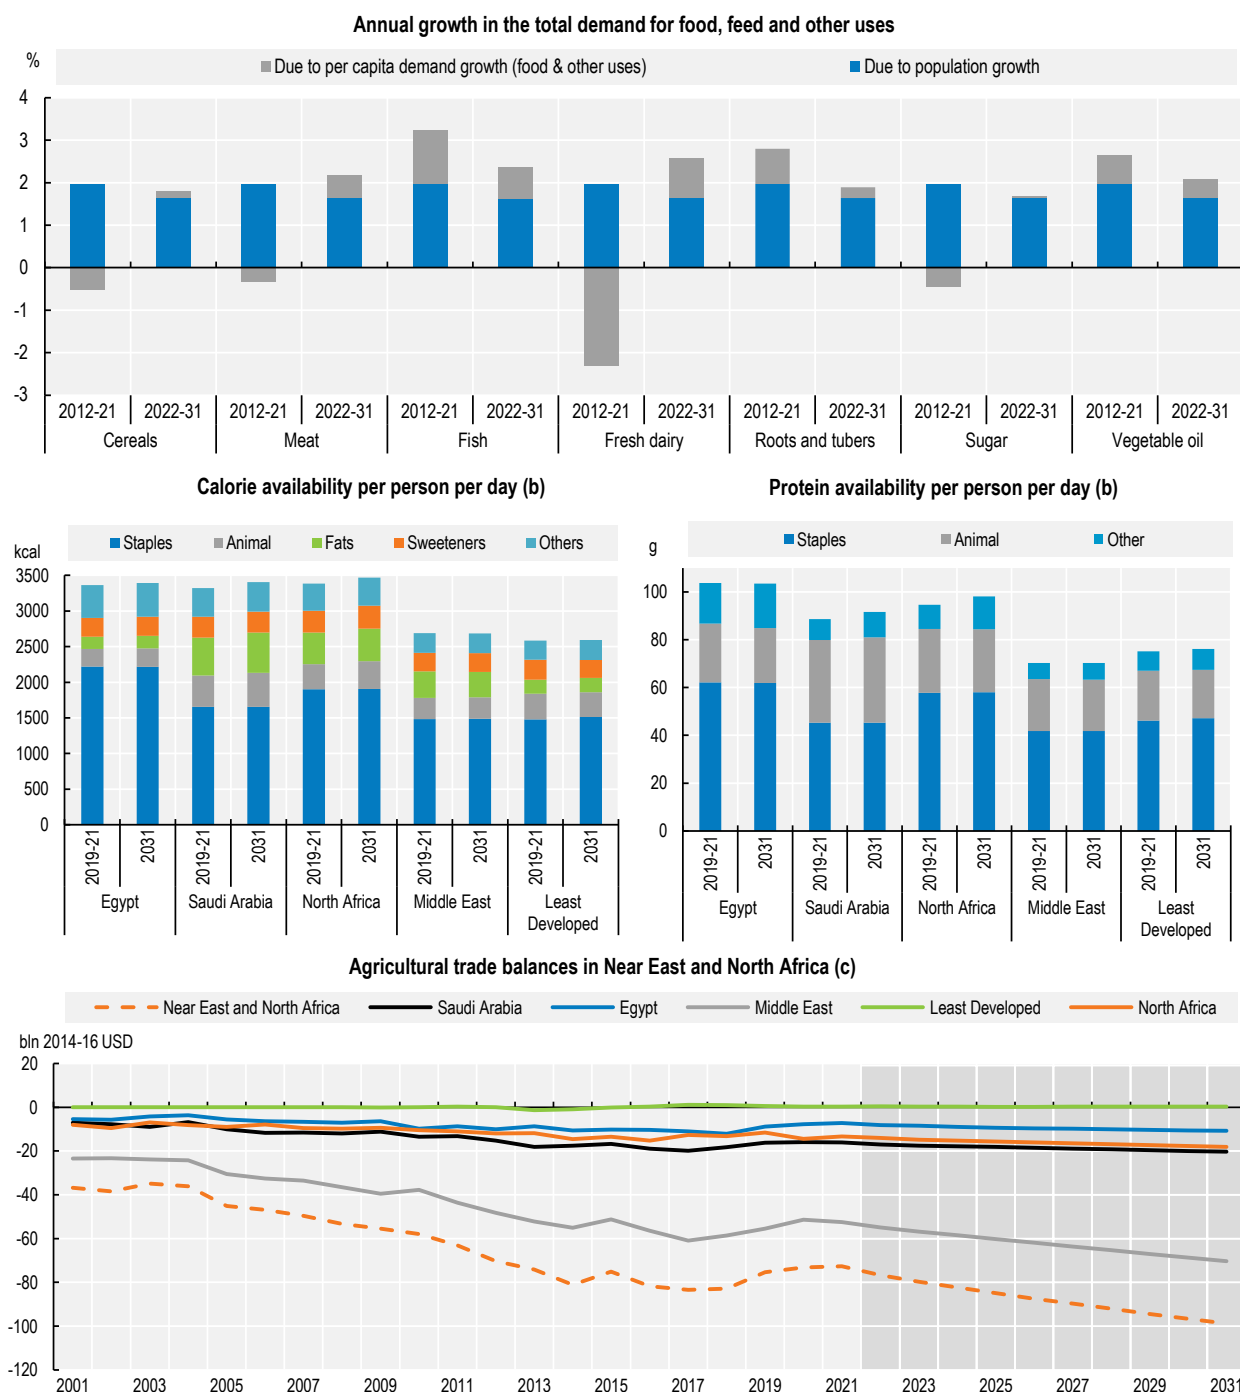 Annual growth in the total demand for food, feed and other uses
%
Due to per capita demand growth (food & other uses)
Due to population growth
4
3
2
1
0
-1
-2
-3
2012-21 2022-31 2012-21 2022-31 2012-21 2022-31 2012-21 2022-31 2012-21 2022-31 2012-21 2022-31 2012-21 2022-31
Cereals Meat Fish Fresh dairy Roots and tubers Sugar Vegetable oil
Calorie availability per person per day (b)
Staples Animal Fats Sweeteners Others
kcal
3500
3000
2500
2000
1500
1000
500
0
2019-21 2031 2019-21 2031 2019-21 2031 2019-21 2031 2019-21 2031
Egypt Saudi Arabia North Africa Middle East Least
Developed
Protein availability per person per day (b)
Staples Animal Other
g
100
80
60
40
20
0
2019-21 2031 2019-21 2031 2019-21 2031 2019-21 2031 2019-21 2031
Egypt Saudi Arabia North Africa Middle East Least
Developed
Agricultural trade balances in Near East and North Africa (c)
Near East and North Africa Saudi Arabia Egypt Middle East Least Developed North Africa
bln 2014-16 USD
20
0
-20
-40
-60
-80
-100
-120
2001 2003 2005 2007 2009 2011 2013 2015 2017 2019 2021 2023 2025 2027 2029 2031